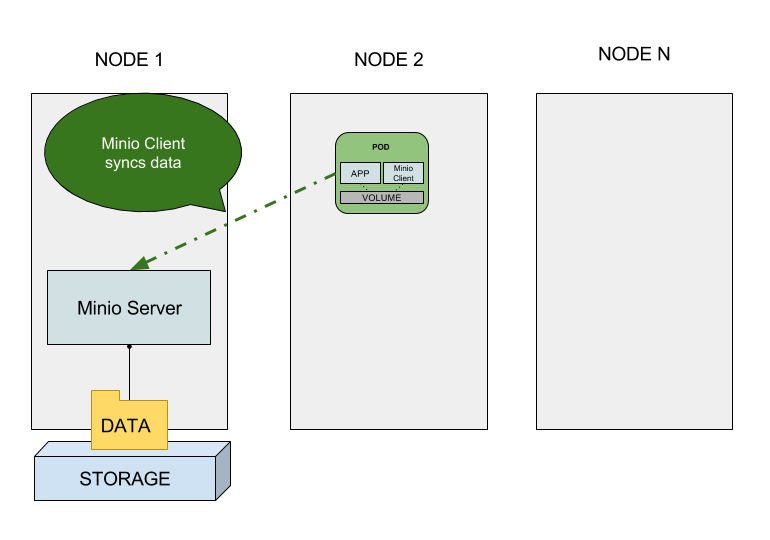 NODE 1
NODE 2
NODE N
Minio Client
syncs data
POD
APP
Minio
Client
VOLUME
Minio Server
DATA
STORAGE